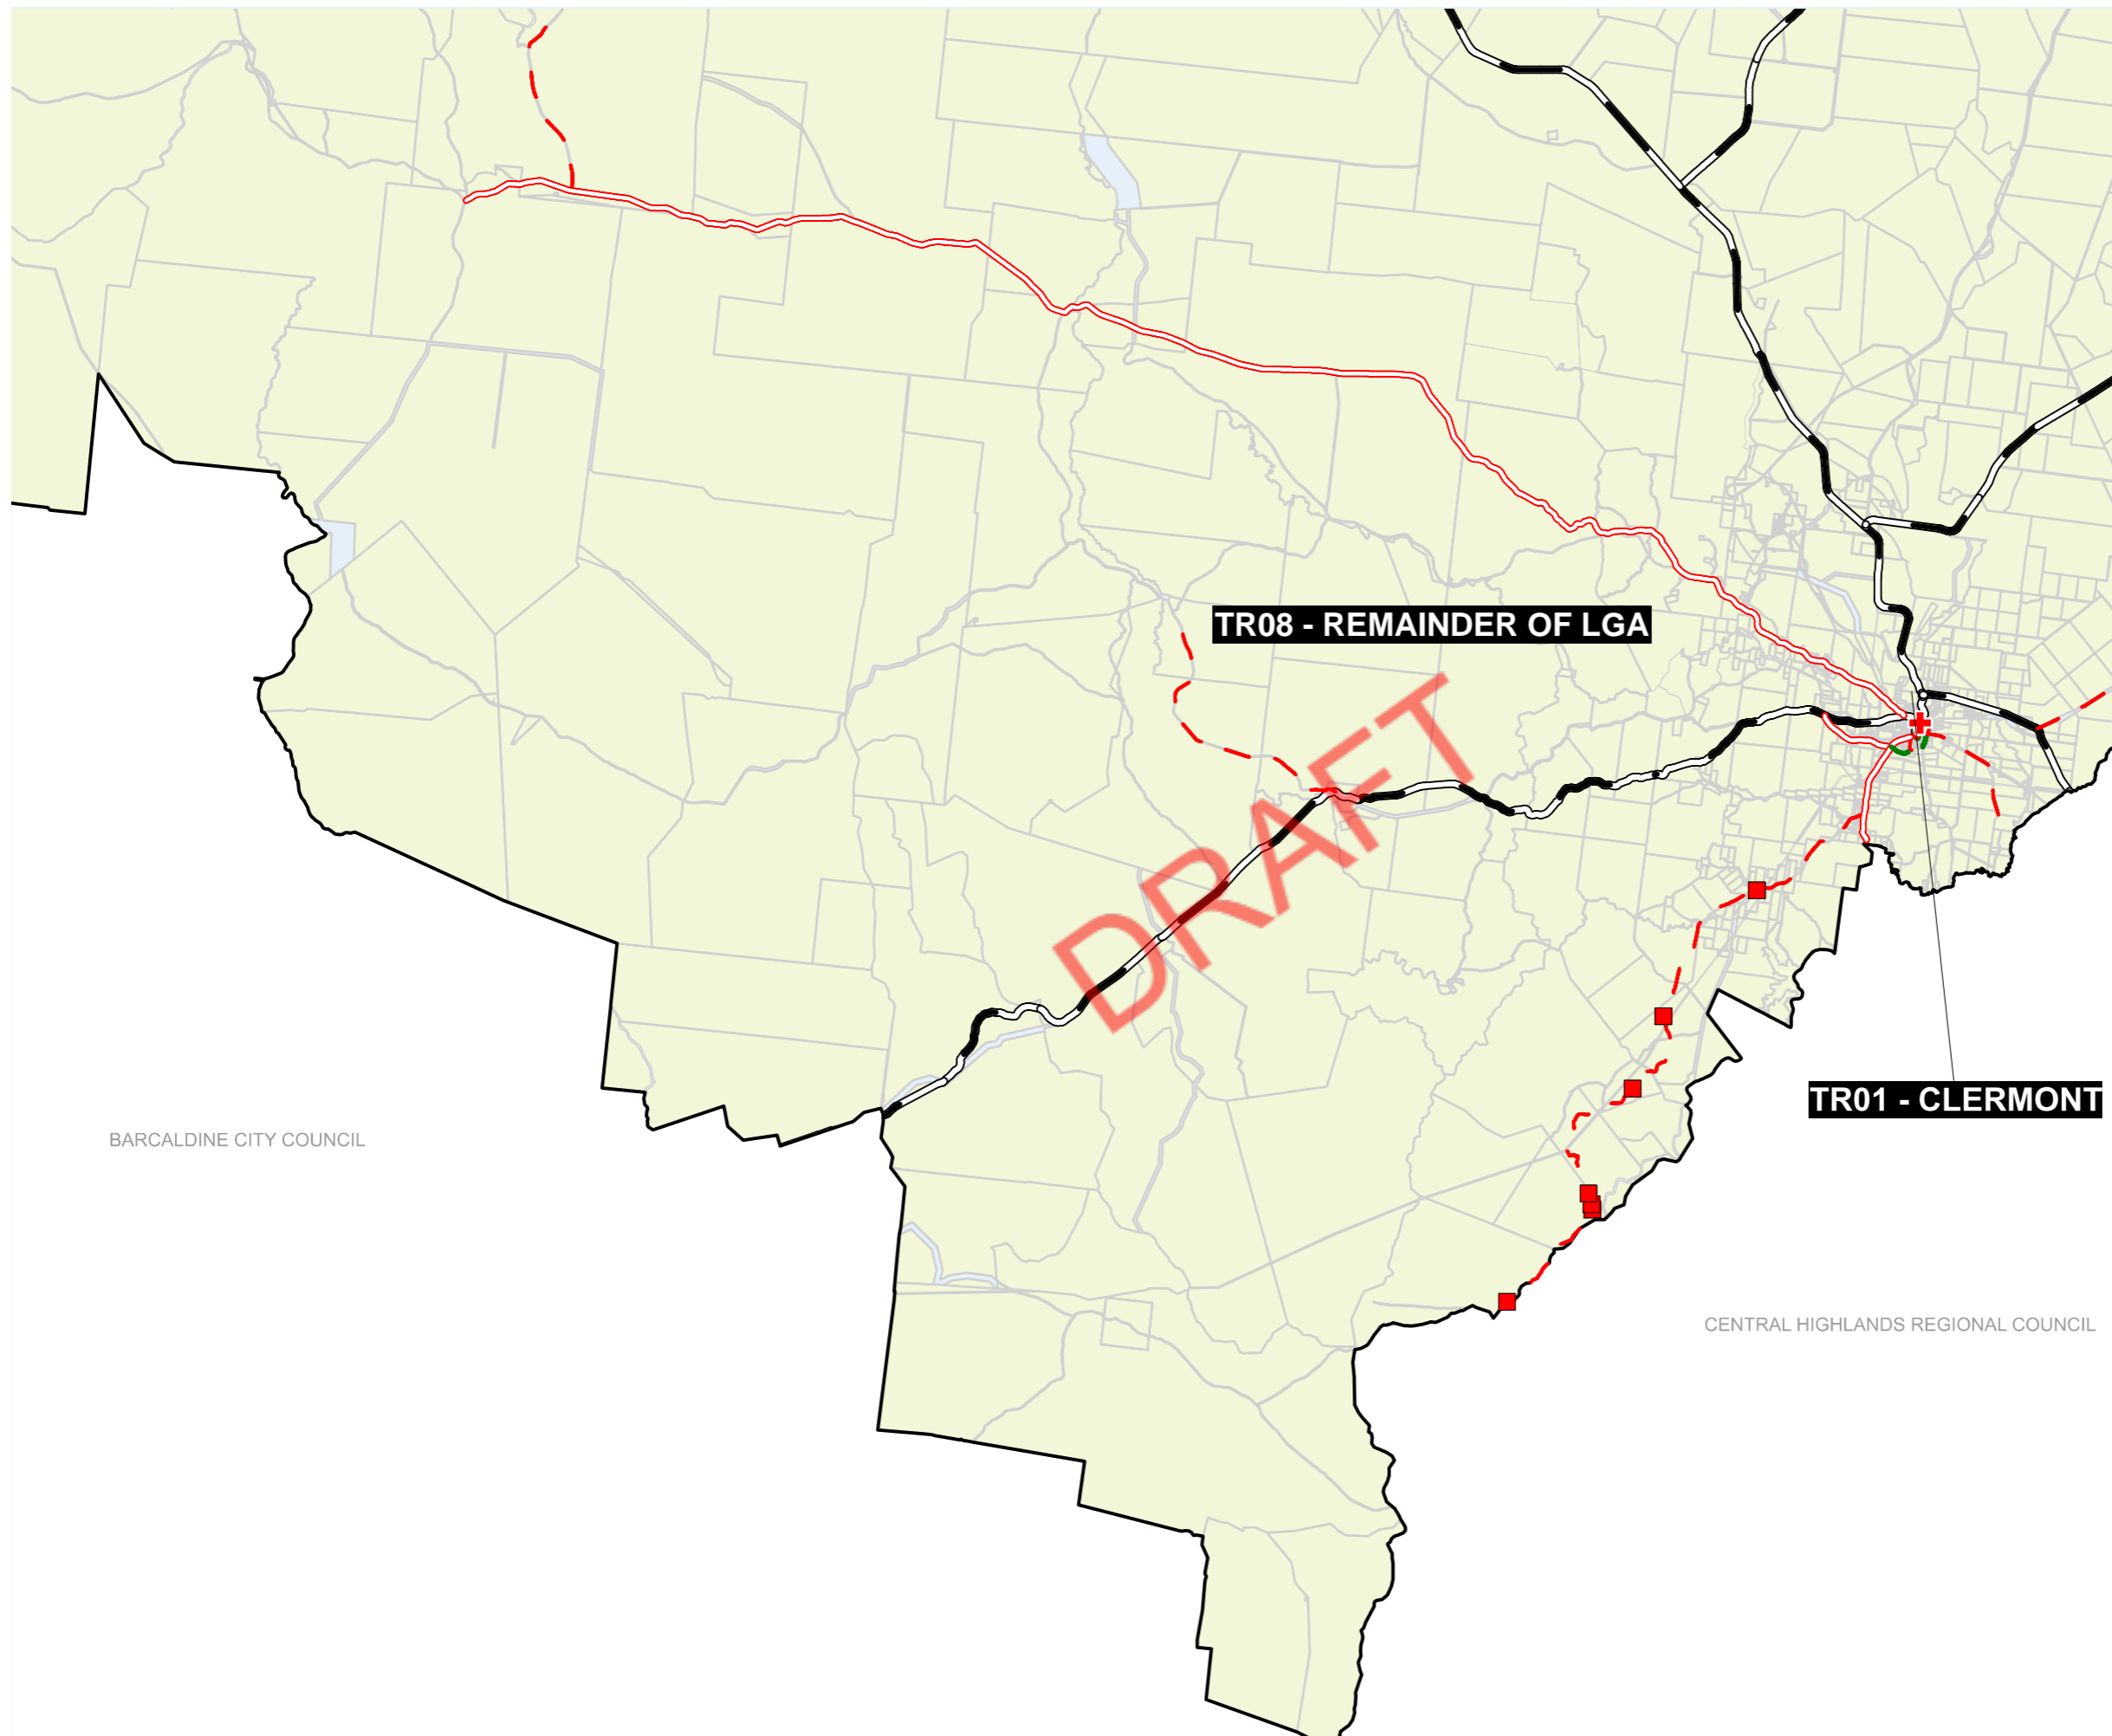 TR08 - REMAINDER OF LGA
DRAFT
TR01 - CLERMONT
BARCALDINE CITY COUNCIL
CENTRAL HIGHLANDS REGIONAL COUNCIL